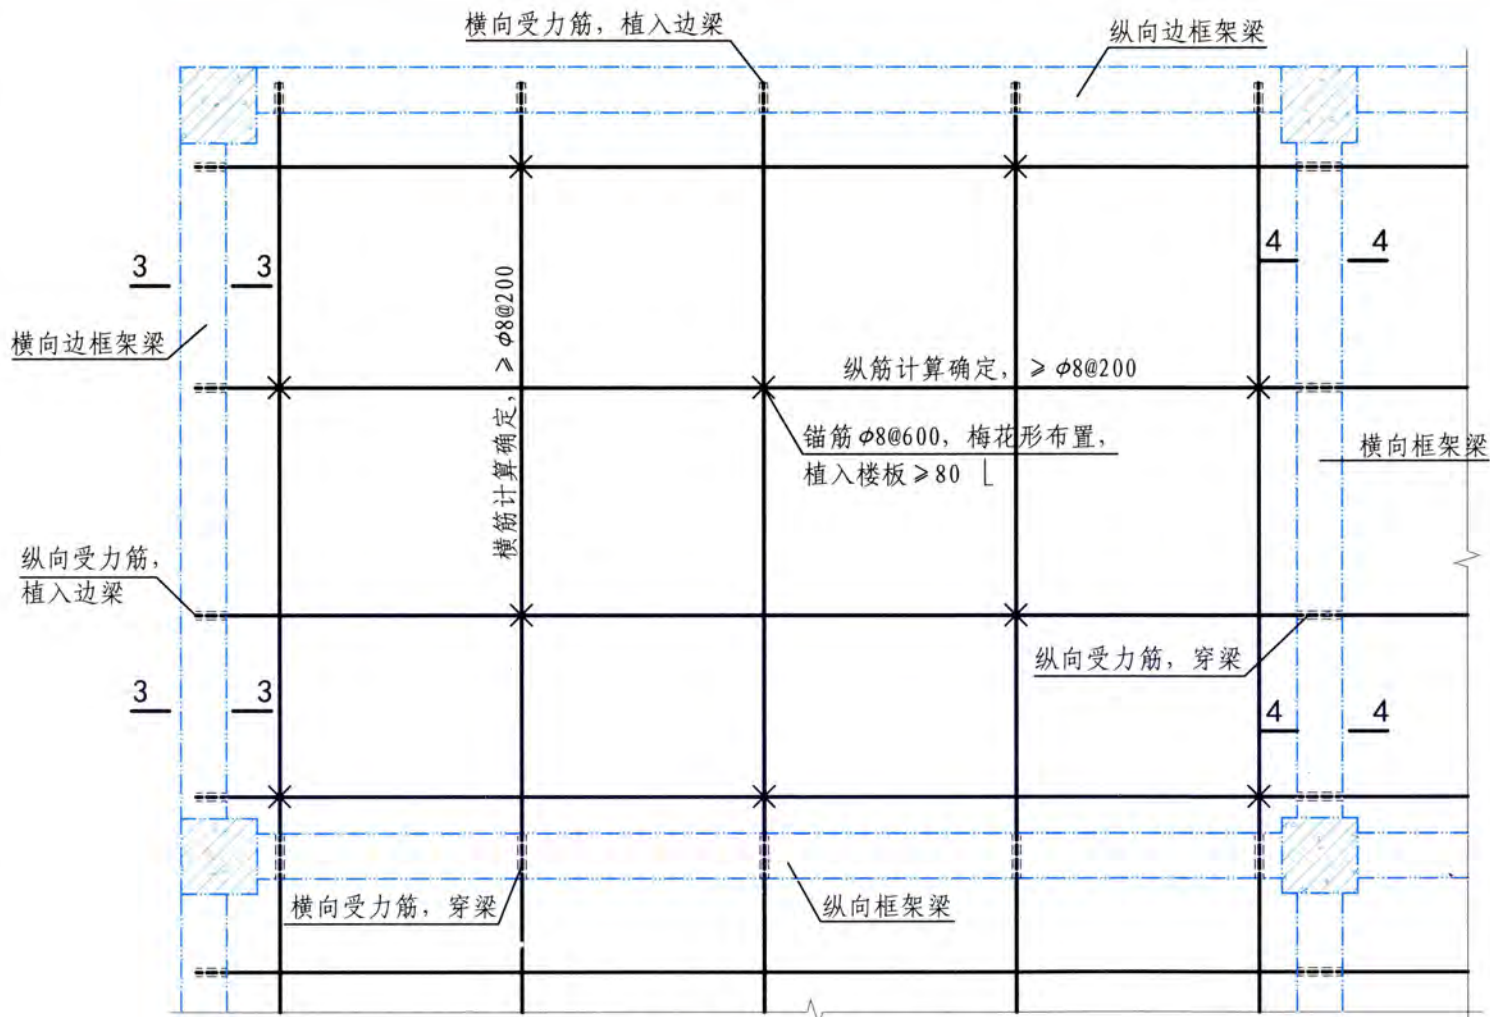 横向受力筋，植入边梁
纵向边框架梁
3
3
4
4
横向边框架梁
横筋计算确定，≥ϕ8@200
纵筋计算确定，≥ϕ8@200
锚筋ϕ8@600，梅花形布置，
植入楼板≥80
横向框架梁
纵向受力筋，
植入边梁
纵向受力筋，穿梁
3
3
4
4
横向受力筋，穿梁
纵向框架梁